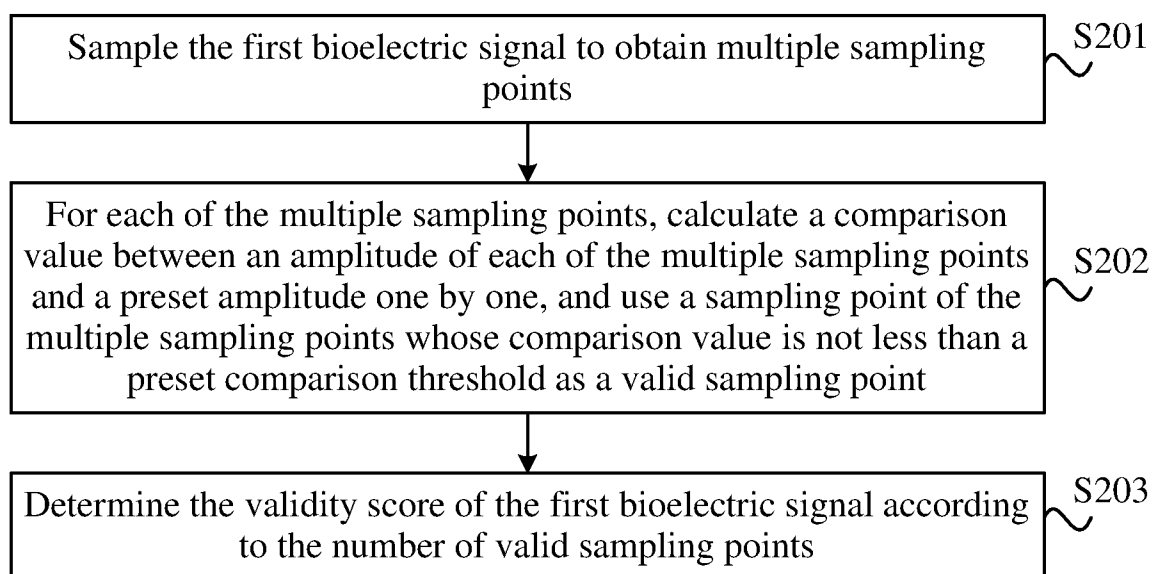 Sample the first bioelectric signal to obtain multiple sampling
points
S201
For each of the multiple sampling points, calculate a comparison
value between an amplitude of each of the multiple sampling points
and a preset amplitude one by one, and use a sampling point of the
multiple sampling points whose comparison value is not less than a
preset comparison threshold as a valid sampling point
S202
Determine the validity score of the first bioelectric signal according
to the number of valid sampling points
S203